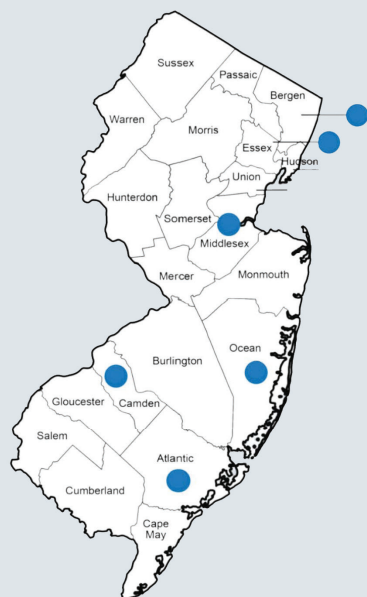 Sussex
Passaic
Bergen
Warren
Morris
Essex
Hudson
Union
Hunterdon
Somerset
Middlesex
Mercer
Monmouth
Ocean
Burlington
Gloucester
Camden
Salem
Atlantic
Cumberland
Cape
May